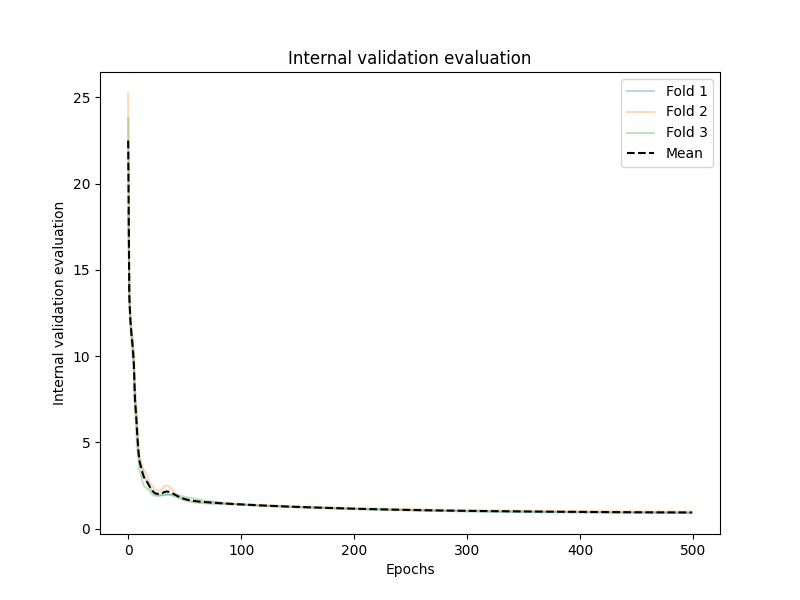 Internal validation evaluation
Fold 1
Fold 2
Fold 3
Mean
Internal validation evaluation
25
20
15
10
5
0
0 100 200 300 400 500
Epochs